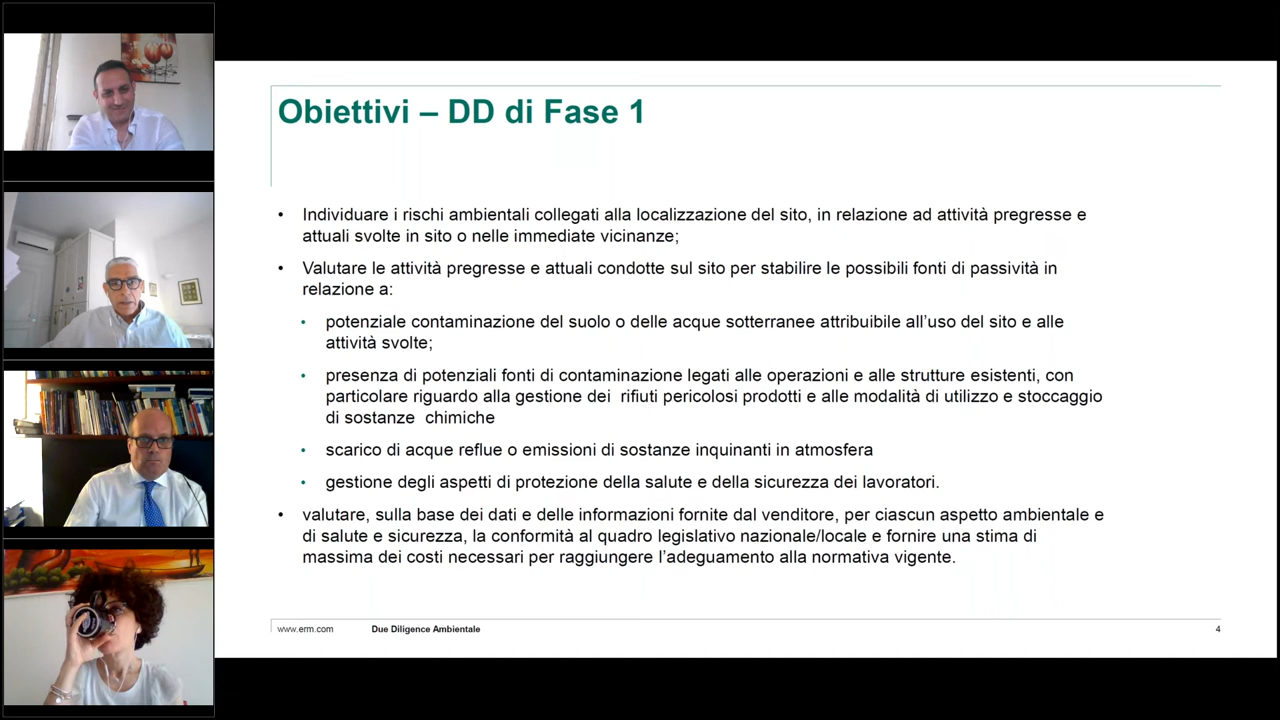 Obiettivi – DD di Fase 1
• Individuare i rischi ambientali collegati alla localizzazione del sito, in relazione ad attività pregresse e
attuali svolte in sito o nelle immediate vicinanze;
• Valutare le attività pregresse e attuali condotte sul sito per stabilire le possibili fonti di passività in
relazione a:
• potenziale contaminazione del suolo o delle acque sotterranee attribuibile all’uso del sito e alle
attività svolte;
• presenza di potenziali fonti di contaminazione legati alle operazioni e alle strutture esistenti, con
particolare riguardo alla gestione dei rifiuti pericolosi prodotti e alle modalità di utilizzo e stoccaggio
di sostanze chimiche
• scarico di acque reflue o emissioni di sostanze inquinanti in atmosfera
• gestione degli aspetti di protezione della salute e della sicurezza dei lavoratori.
• valutare, sulla base dei dati e delle informazioni fornite dal venditore, per ciascun aspetto ambientale e
di salute e sicurezza, la conformità al quadro legislativo nazionale/locale e fornire una stima di
massima dei costi necessari per raggiungere l’adeguamento alla normativa vigente.
www.erm.com Due Diligence Ambientale 4